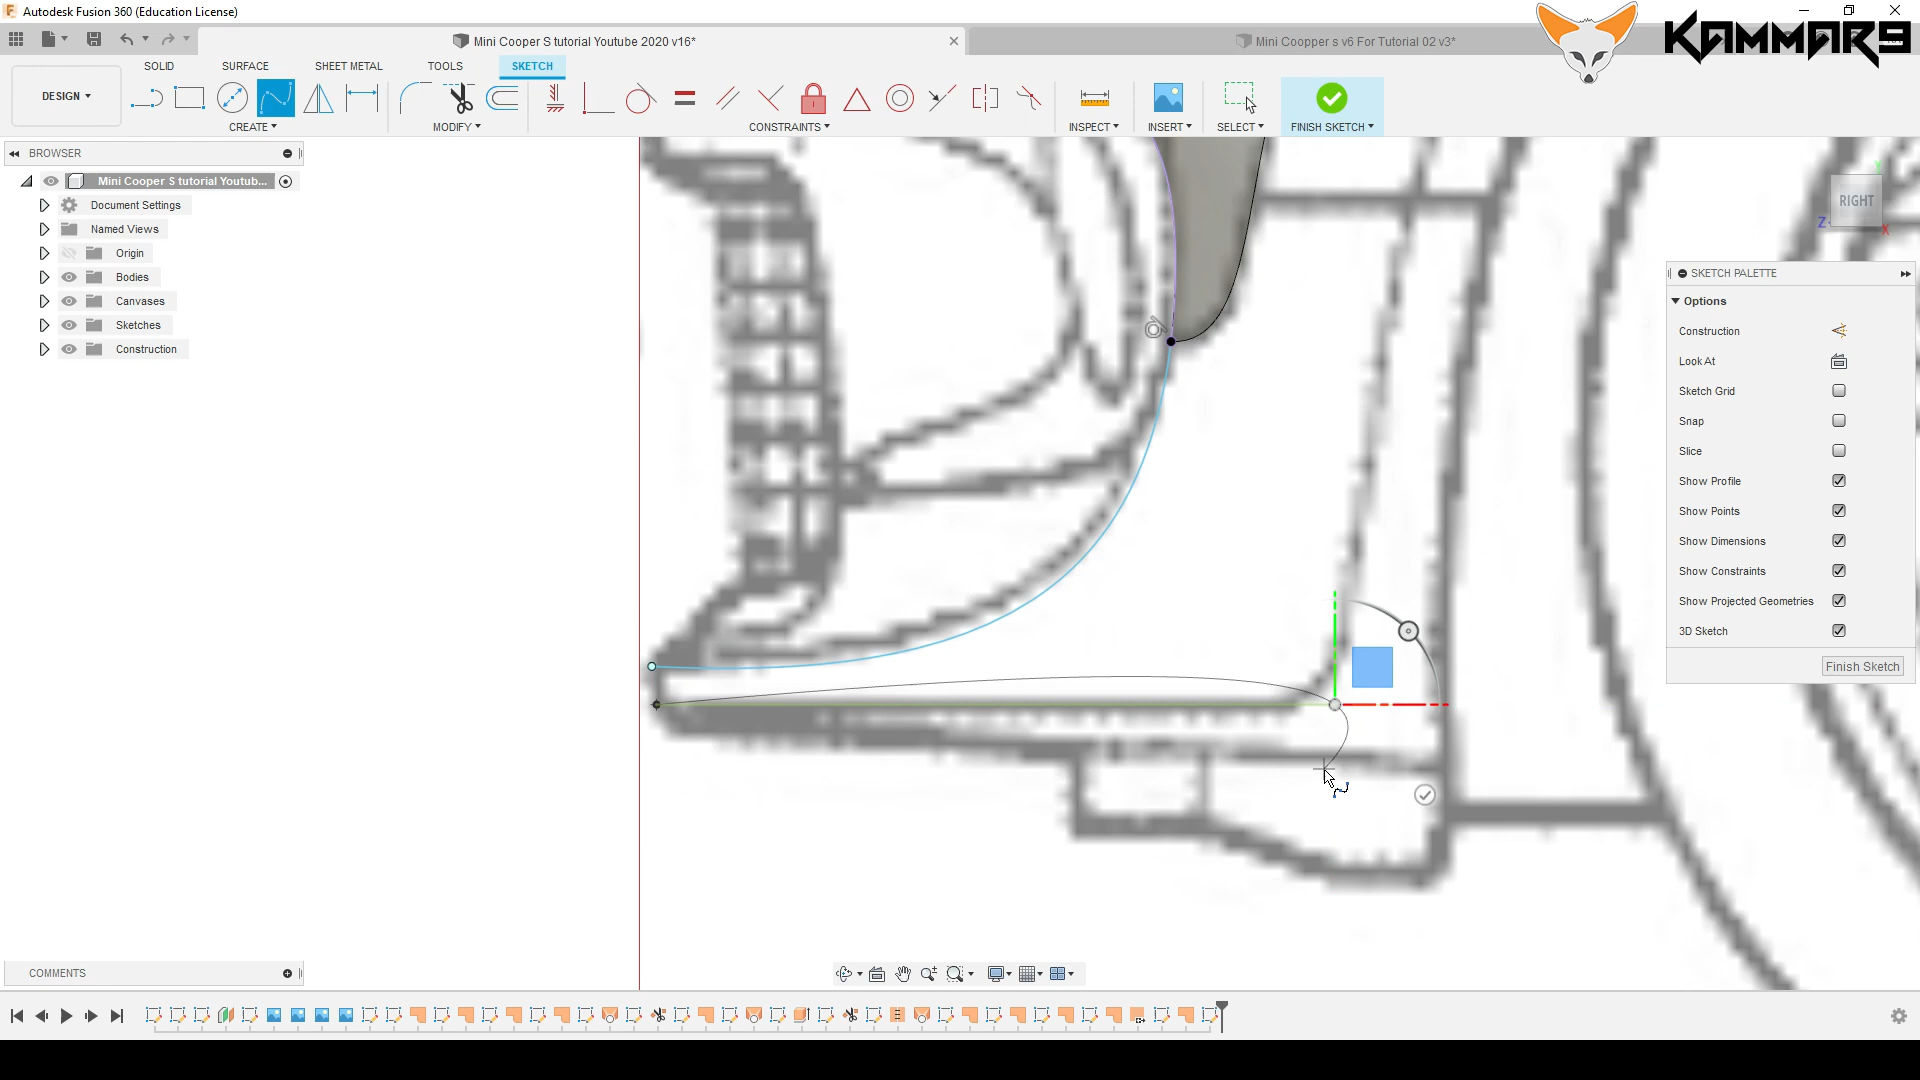 Autodesk Fusion 360 (Education License)
KAMMAR9
Mini Cooper S tutorial Youtube 2020 v16*
Mini Coopper s v6 For Tutorial 02 v3*
SOLID
SURFACE
SHEET METAL
TOOLS
SKETCH
DESIGN
CREATE
MODIFY
CONSTRAINTS
INSPECT
INSERT
SELECT
FINISH SKETCH
BROWSER
Mini Cooper S tutorial Youtub...
Document Settings
Named Views
Origin
Bodies
Canvases
Sketches
Construction
RIGHT
Y
Z
X
SKETCH PALETTE
Options
Construction
Look At
Sketch Grid
Snap
Slice
Show Profile
Show Points
Show Dimensions
Show Constraints
Show Projected Geometries
3D Sketch
Finish Sketch
COMMENTS